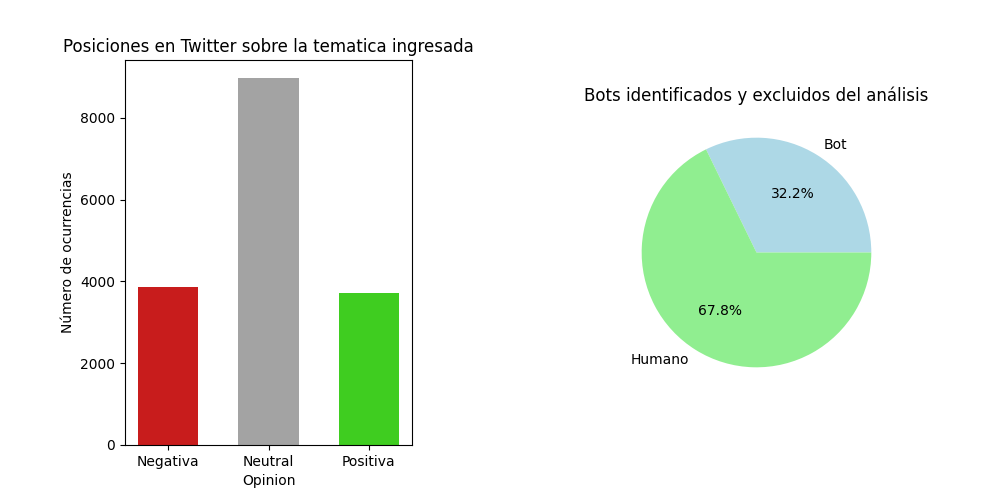 Posiciones en Twitter sobre la tematica ingresada
Número de ocurrencias
8000
6000
4000
2000
0
Negativa
Neutral
Positiva
Opinion
Bots identificados y excluidos del análisis
Bot
32.2%
67.8%
Humano